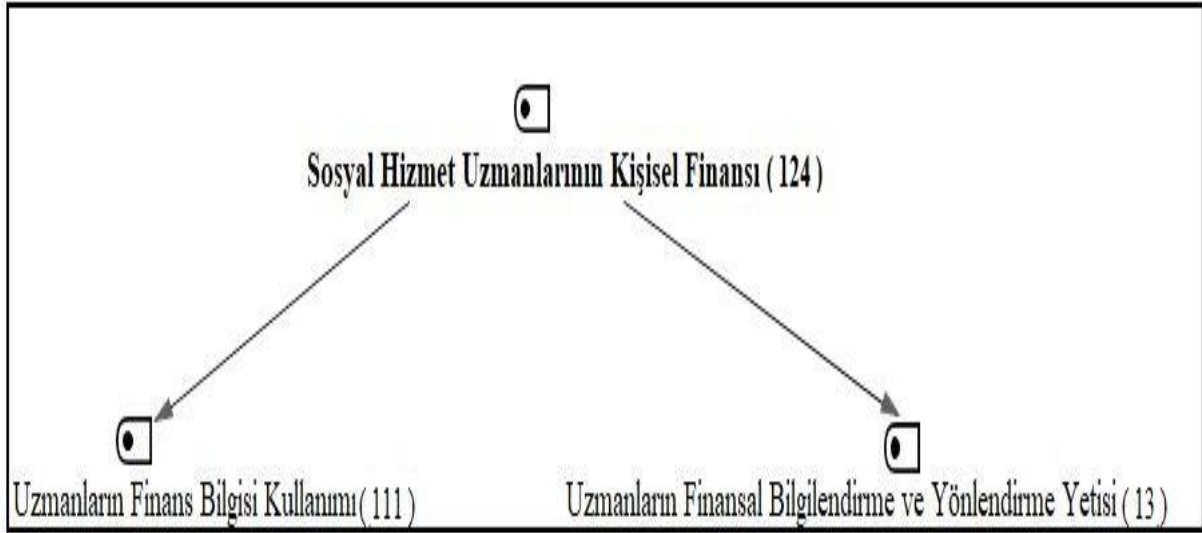 Sosyal Hizmet Uzmanlarının Kişisel Finansı ( 124 )
Uzmanların Finans Bilgisi Kullanımı ( 111 )
Uzmanların Finansal Bilgilendirme ve Yönlendirme Yetisi ( 13 )